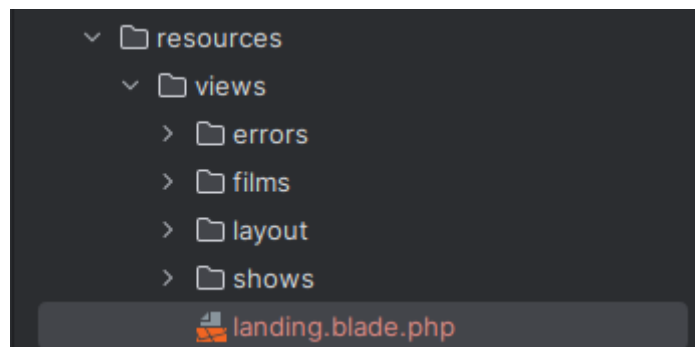 resources
views
errors
films
layout
shows
landing.blade.php